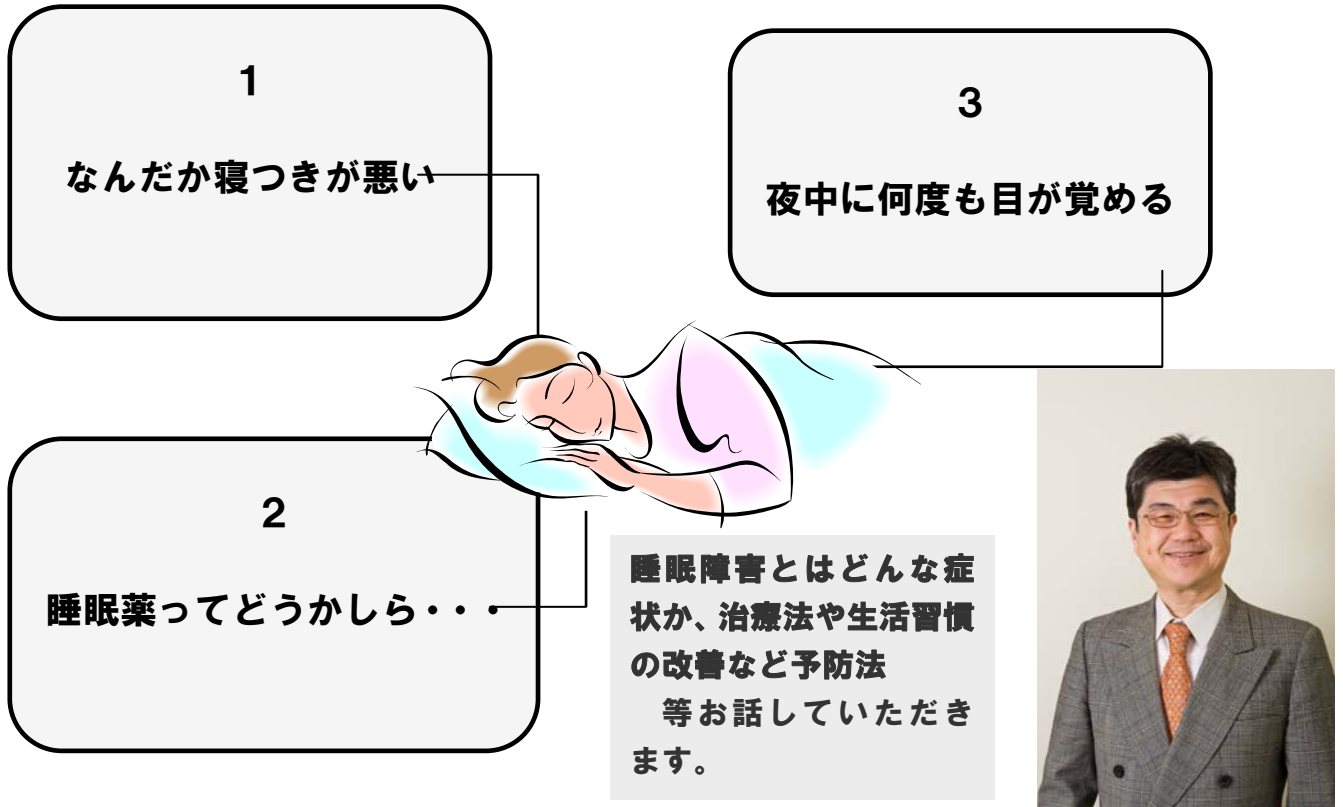 1
なんだか寝つきが悪い
3
夜中に何度も目が覚める
2
睡眠薬ってどうかしら・・・
睡眠障害とはどんな症
状か、治療法や生活習慣
の改善など予防法
等お話していただき
ます。